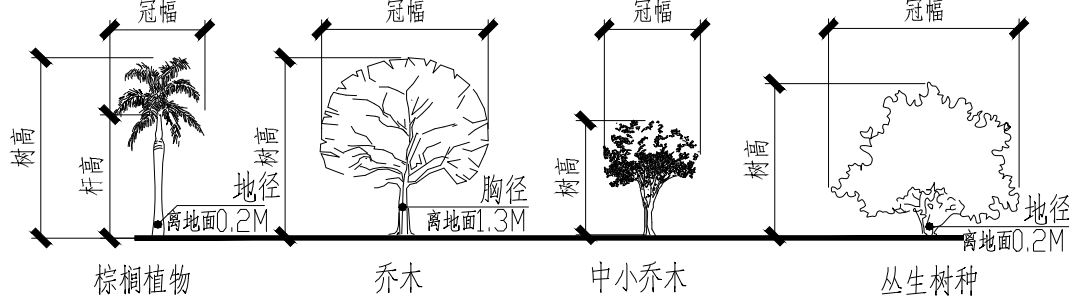 冠幅
冠幅
冠幅
冠幅
树高
杆高
地径
离地面0.2M
树高
胸径
离地面1.3M
树高
树高
地径
离地面0.2M
棕榈植物
乔木
中小乔木
丛生树种